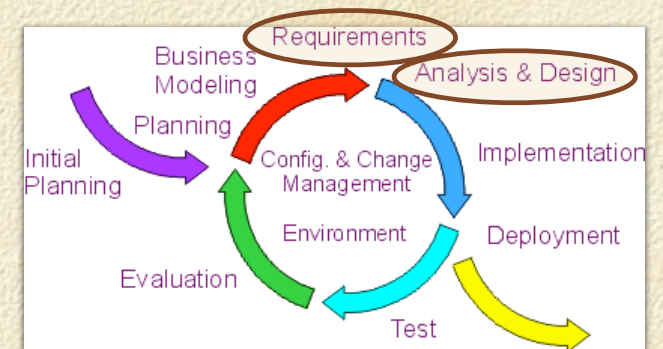 Requirements
Business
Modeling
Analysis & Design
Planning
Initial
Planning
Config. & Change
Management
Implementation
Environment
Deployment
Evaluation
Test